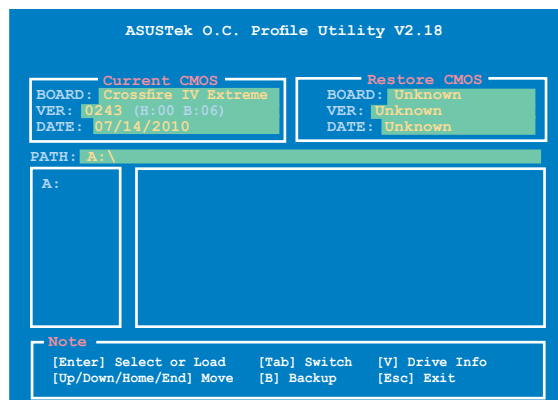 ASUSTek O.C. Profile Utility V2.18
Current CMOS
BOARD: Crossfire IV Extreme
VER: 0243 (H:00 B:06)
DATE: 07/14/2010
Restore CMOS
BOARD: Unknown
VER: Unknown
DATE: Unknown
PATH: A:\
A:
Note
[Enter] Select or Load [Tab] Switch [V] Drive Info
[Up/Down/Home/End] Move [B] Backup [Esc] Exit